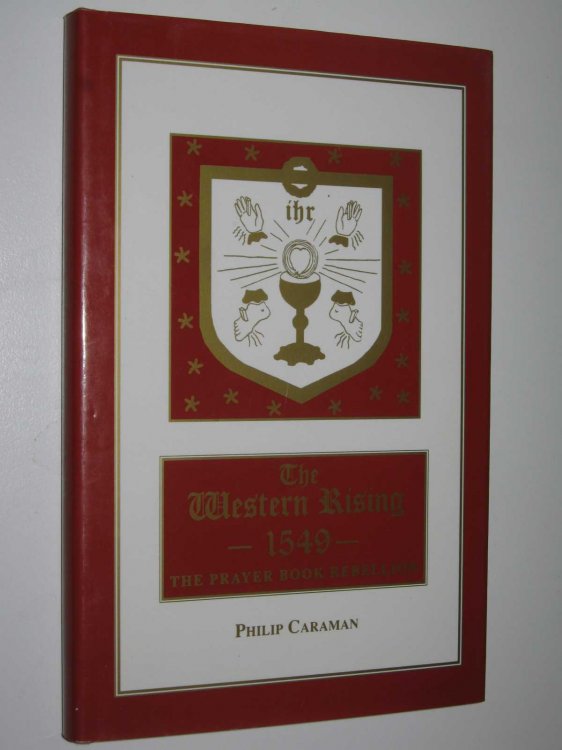 ihr
The
Western Rising
— 1549 —
THE PRAYER BOOK REBELLION
PHILIP CARAMAN